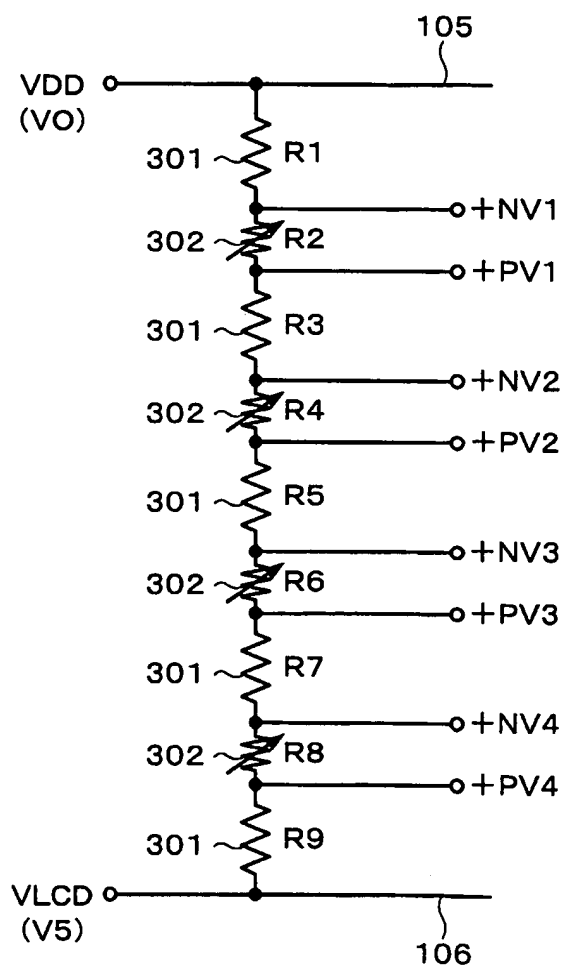 105
VDD
(VO)
301 R1
+NV1
302 R2
+PV1
301 R3
+NV2
302 R4
+PV2
301 R5
+NV3
302 R6
+PV3
301 R7
+NV4
302 R8
+PV4
301 R9
VLCD
(V5)
106